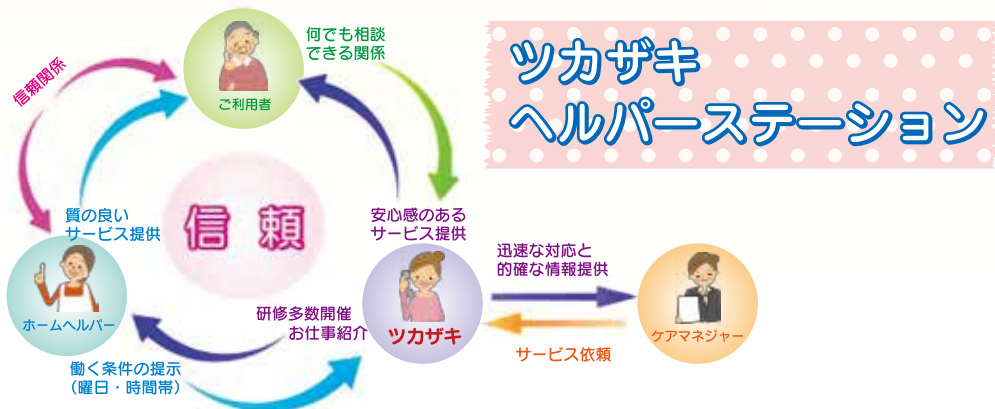 ツカザキ
ヘルパーステーション
何でも相談
できる関係
信頼関係
ご利用者
信頼
質の良い
サービス提供
安心感のある
サービス提供
迅速な対応と
的確な情報提供
ホームヘルパー
研修多数開催
お仕事紹介
ツカザキ
ケアマネジャー
サービス依頼
働く条件の提示
（曜日・時間帯）